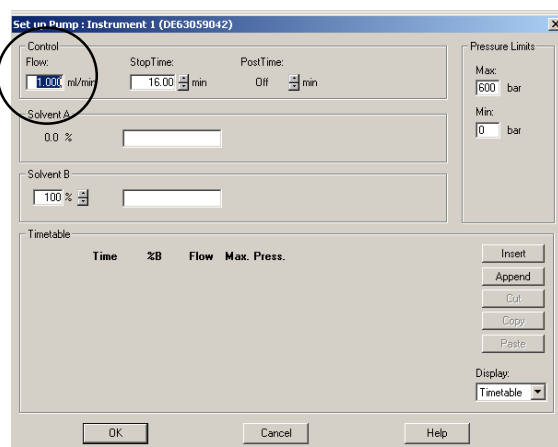 Set up Pump : Instrument 1 (DE63059042)
Control
Flow: StopTime: PostTime:
1.000 ml/min 16.00 min Off min
Pressure Limits
Max:
600 bar
Min:
0 bar
Solvent A
0.0 %
Solvent B
100 %
Timetable
Time %B Flow Max. Press.
Insert
Append
Cut
Copy
Paste
Display:
Timetable
OK Cancel Help